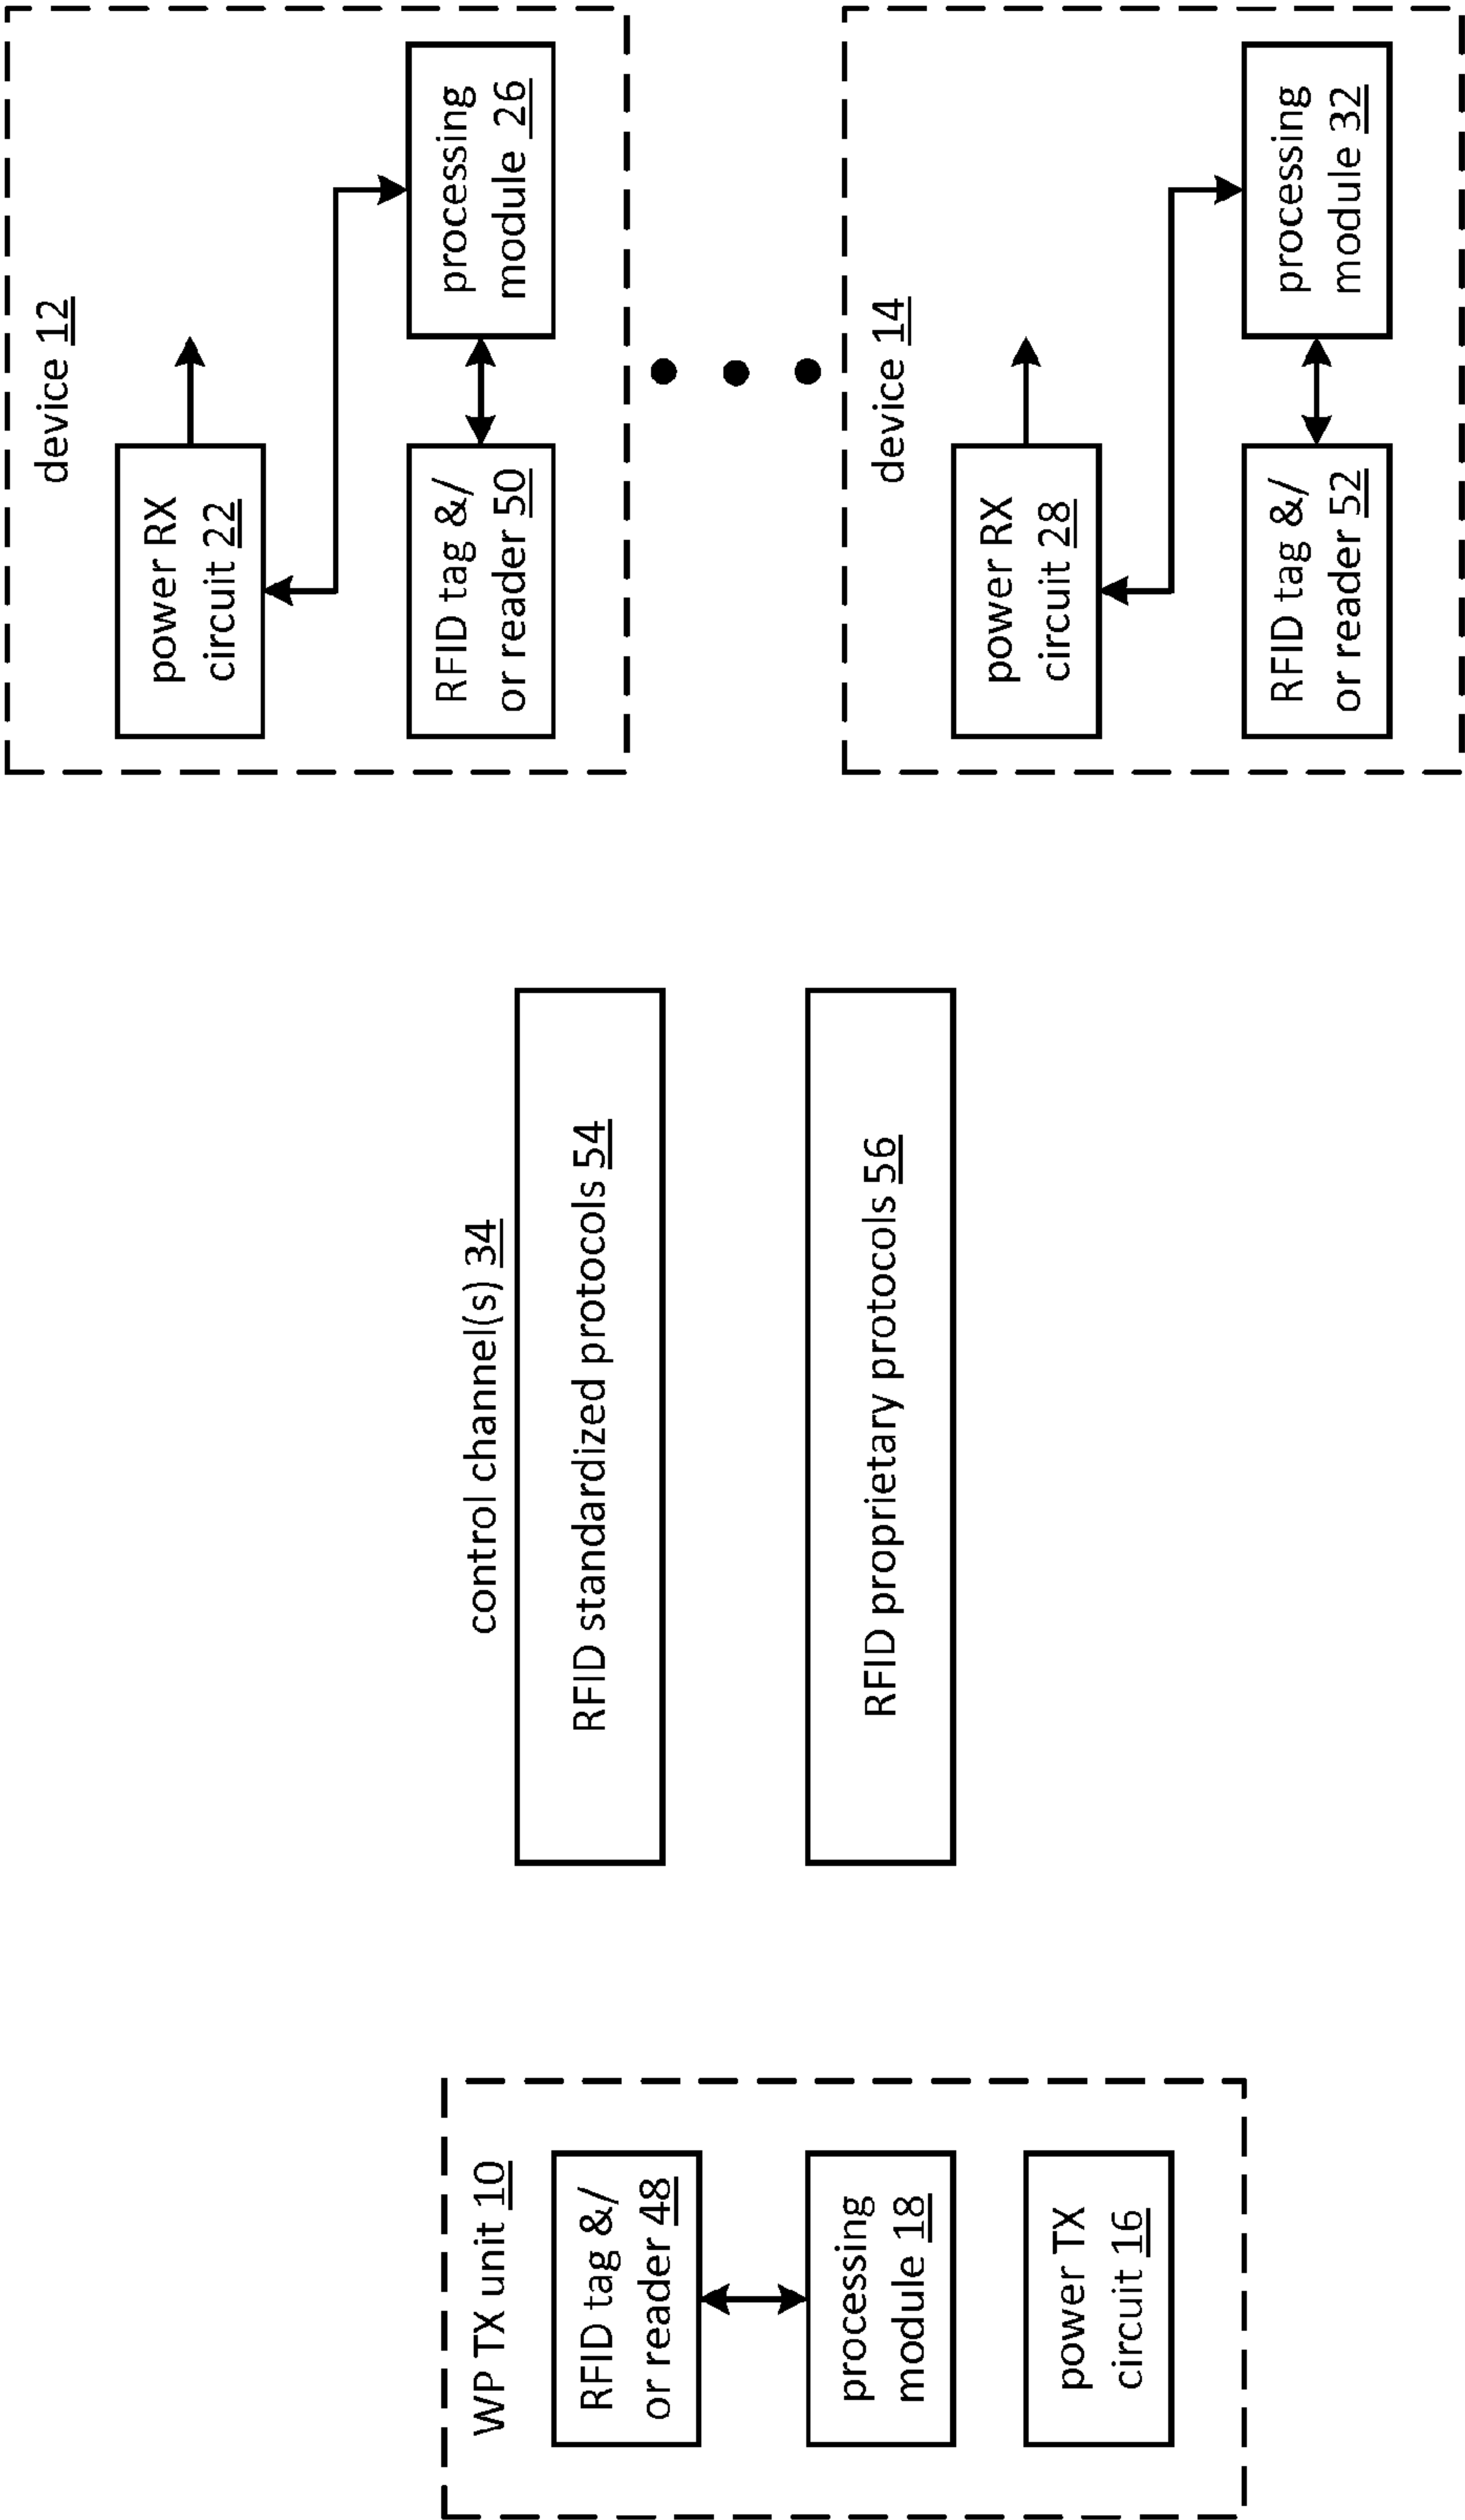 WP TX unit 10
RFID tag &/
or reader 48
processing
module 18
power TX
circuit 16
control channel(s) 34
RFID standardized protocols 54
RFID proprietary protocols 56
device 12
power RX
circuit 22
RFID tag &/
or reader 50
processing
module 26
device 14
power RX
circuit 28
RFID tag &/
or reader 52
processing
module 32